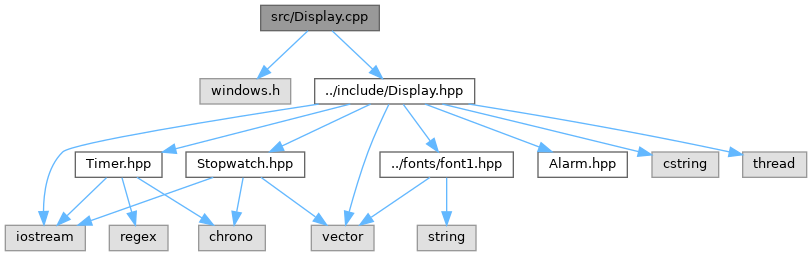 src/Display.cpp
windows.h
../include/Display.hpp
Timer.hpp
Stopwatch.hpp
../fonts/font1.hpp
Alarm.hpp
cstring
thread
iostream
regex
chrono
vector
string